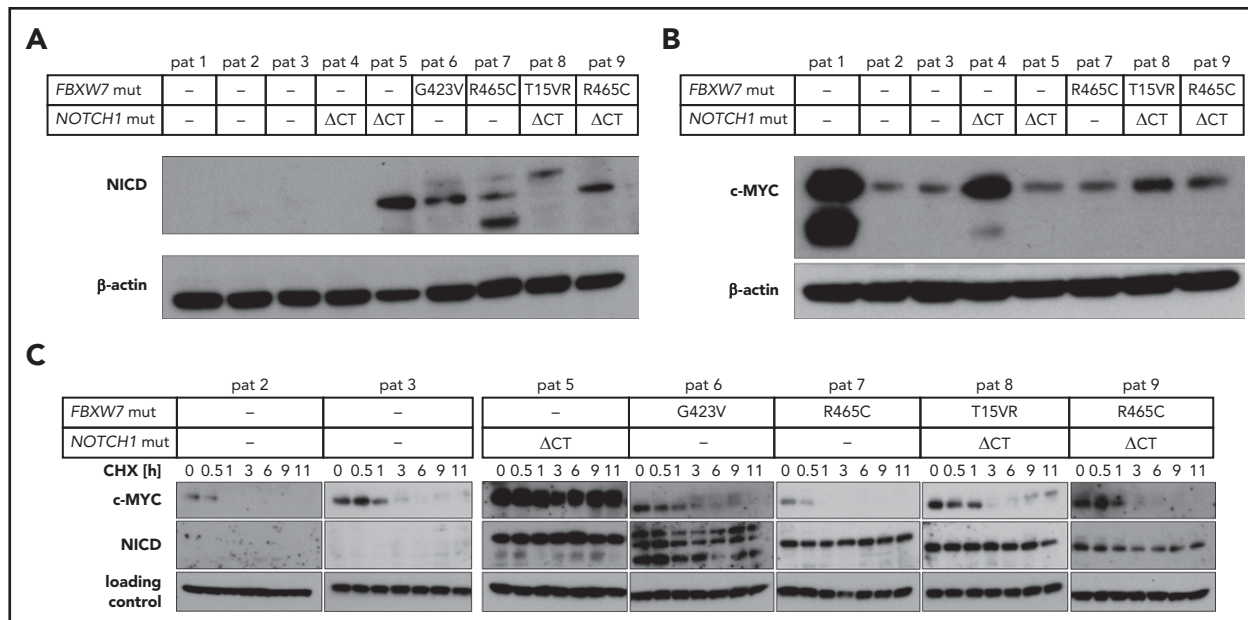 A
pat 1 pat 2 pat 3 pat 4 pat 5 pat 6 pat 7 pat 8 pat 9
FBXW7 mut – – – – – G423V R465C T15VR R465C
NOTCH1 mut – – – ΔCT ΔCT – – ΔCT ΔCT
NICD
β-actin
B
pat 1 pat 2 pat 3 pat 4 pat 5 pat 7 pat 8 pat 9
FBXW7 mut – – – – – R465C T15VR R465C
NOTCH1 mut – – – ΔCT ΔCT – ΔCT ΔCT
c-MYC
β-actin
C
pat 2 pat 3 pat 5 pat 6 pat 7 pat 8 pat 9
FBXW7 mut – – – G423V R465C T15VR R465C
NOTCH1 mut – – ΔCT – – ΔCT ΔCT
CHX [h] 0 0.5 1 3 6 9 11 0 0.5 1 3 6 9 11 0 0.5 1 3 6 9 11 0 0.5 1 3 6 9 11 0 0.5 1 3 6 9 11 0 0.5 1 3 6 9 11 0 0.5 1 3 6 9 11
c-MYC
NICD
loading
control